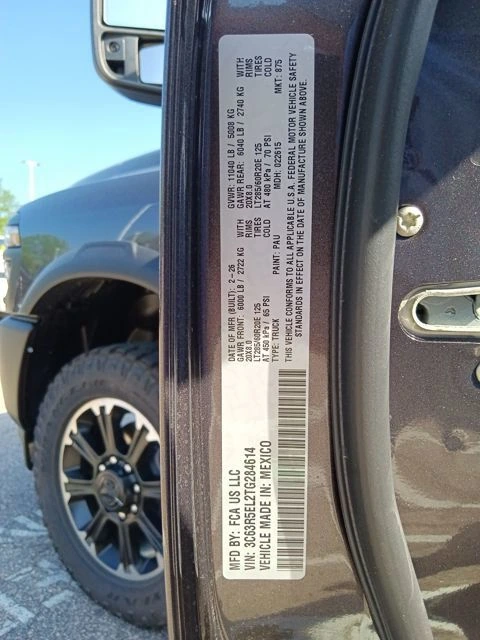 MFD BY: FCA US LLC
VIN: 3C63R5EL2TG284614
VEHICLE MADE IN: MEXICO
DATE OF MFR (BUILT): 2-26
GVWR: 11040 LB / 5008 KG
GAWR FRONT: 6000 LB / 2722 KG WITH
GAWR REAR: 6040 LB / 2740 KG WITH
20X8.0 RIMS
20X8.0 RIMS
LT285/60R20E 125 TIRES
LT285/60R20E 125 TIRES
AT 450 kPa / 65 PSI COLD
AT 480 kPa / 70 PSI COLD
TYPE: TRUCK PAINT: PAU MDH: 022615 MKT: 875
THIS VEHICLE CONFORMS TO ALL APPLICABLE U.S.A. FEDERAL MOTOR VEHICLE SAFETY
STANDARDS IN EFFECT ON THE DATE OF MANUFACTURE SHOWN ABOVE.